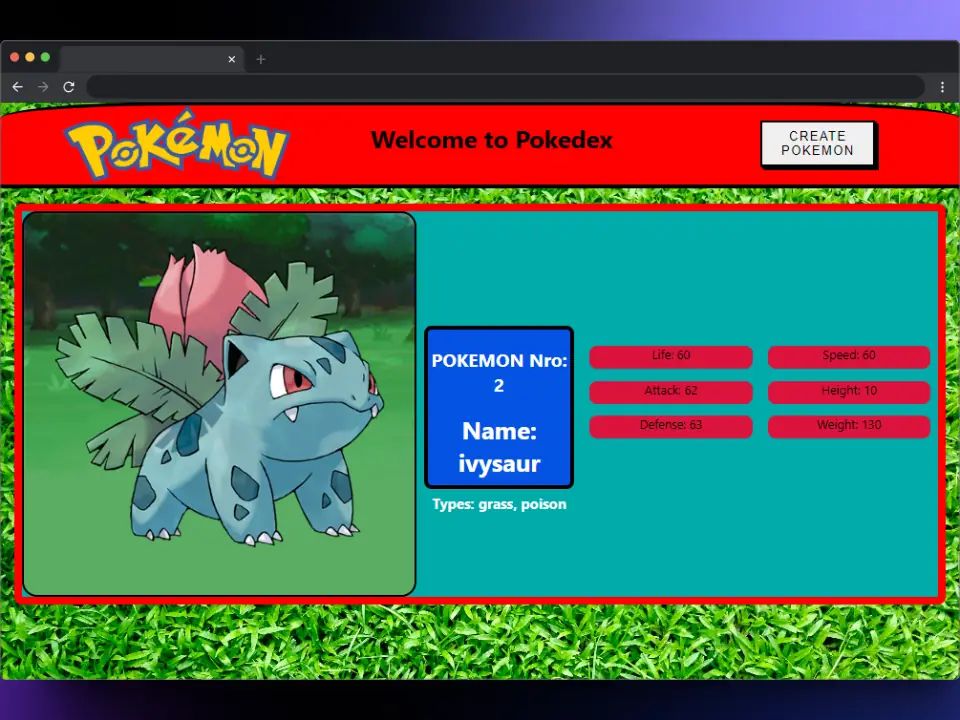 Pokémon
Welcome to Pokedex
CREATE
POKEMON
POKEMON Nro:
2
Name:
ivysaur
Types: grass, poison
Life: 60
Speed: 60
Attack: 62
Height: 10
Defense: 63
Weight: 130